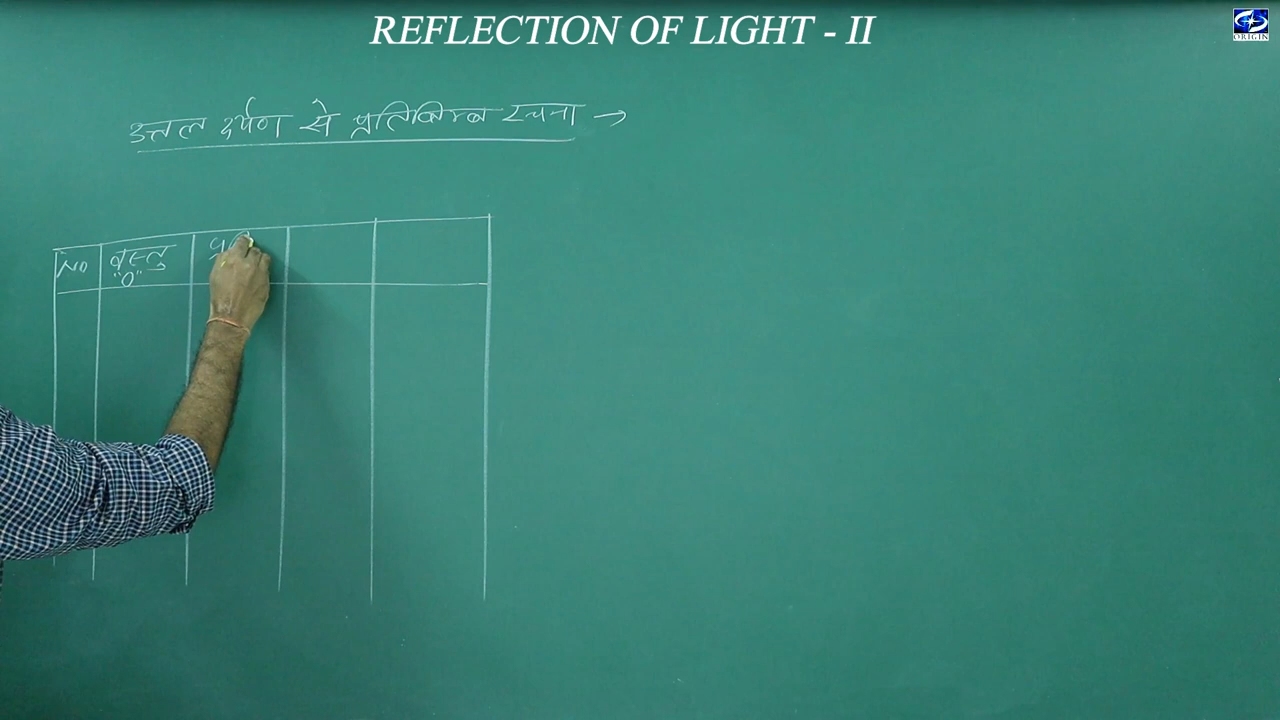 REFLECTION OF LIGHT - II
ORIGIN
उत्तल दर्पण से प्रतिबिम्ब रचना →
No वस्तु
"O"